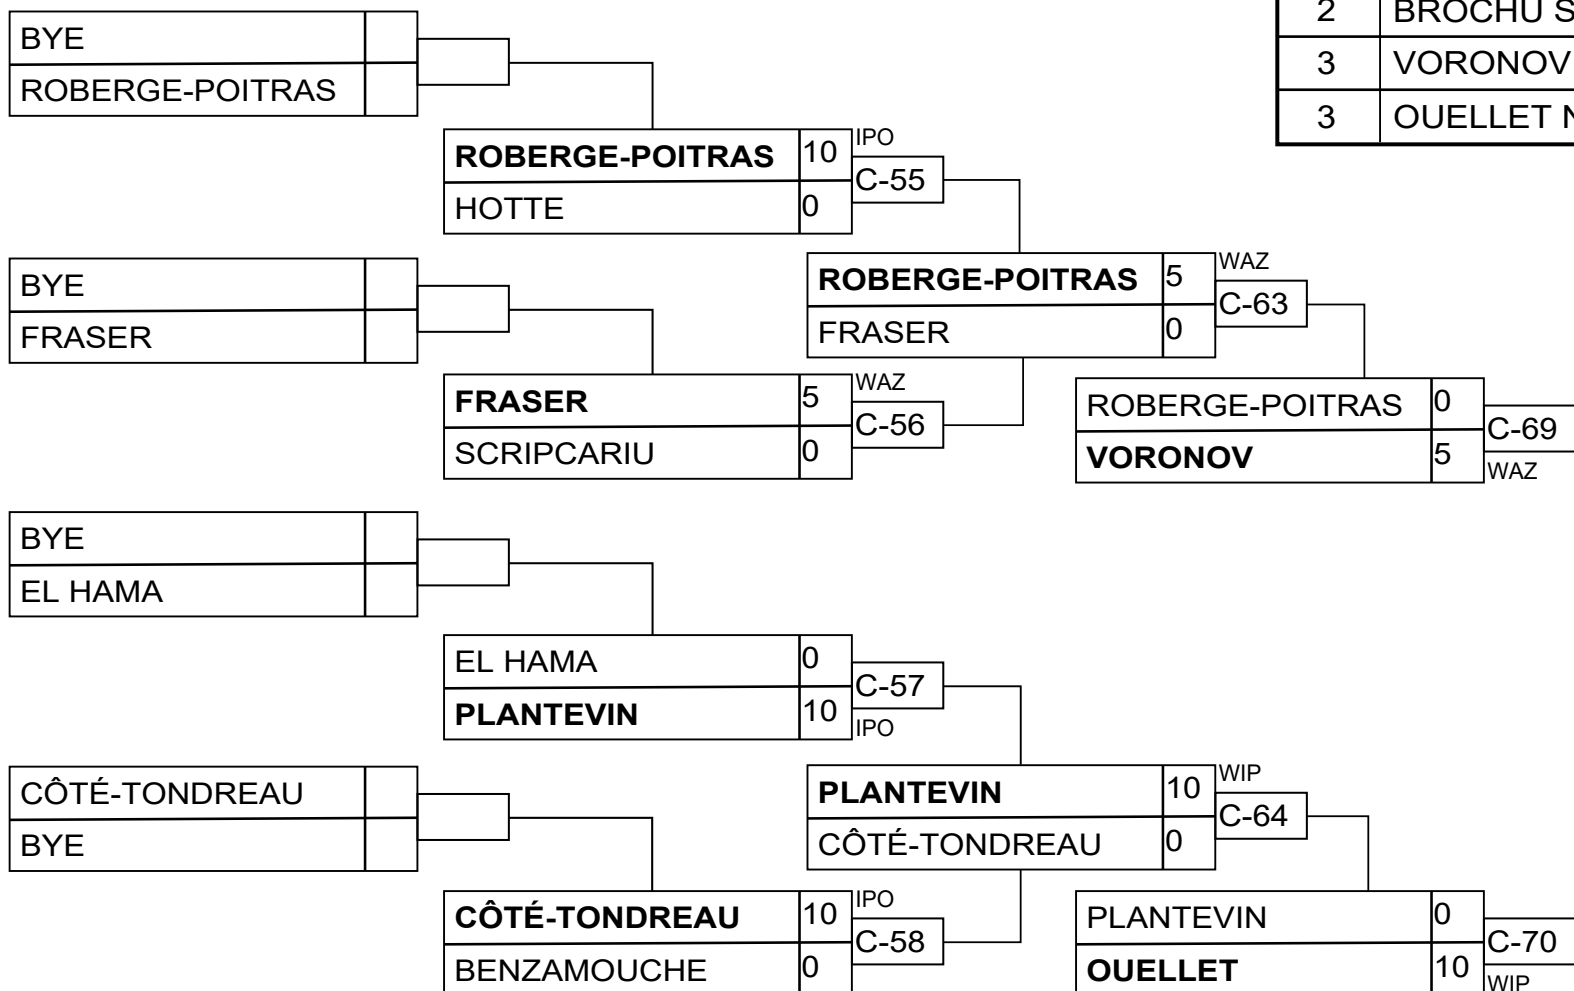 2 BROCHU S
3 VORONOV
3 OUELLET N
BYE
ROBERGE-POITRAS
ROBERGE-POITRAS 10 IPO
C-55
HOTTE 0
BYE
FRASER
ROBERGE-POITRAS 5 WAZ
C-63
FRASER 0
FRASER 5 WAZ
C-56
SCRIPCARIU 0
ROBERGE-POITRAS 0
C-69
VORONOV 5 WAZ
BYE
EL HAMA
EL HAMA 0
C-57
PLANTEVIN 10 IPO
CÔTÉ-TONDREAU
BYE
PLANTEVIN 10 WIP
C-64
CÔTÉ-TONDREAU 0
CÔTÉ-TONDREAU 10 IPO
C-58
BENZAMOUCHE 0
PLANTEVIN 0
C-70
OUELLET 10 WIP